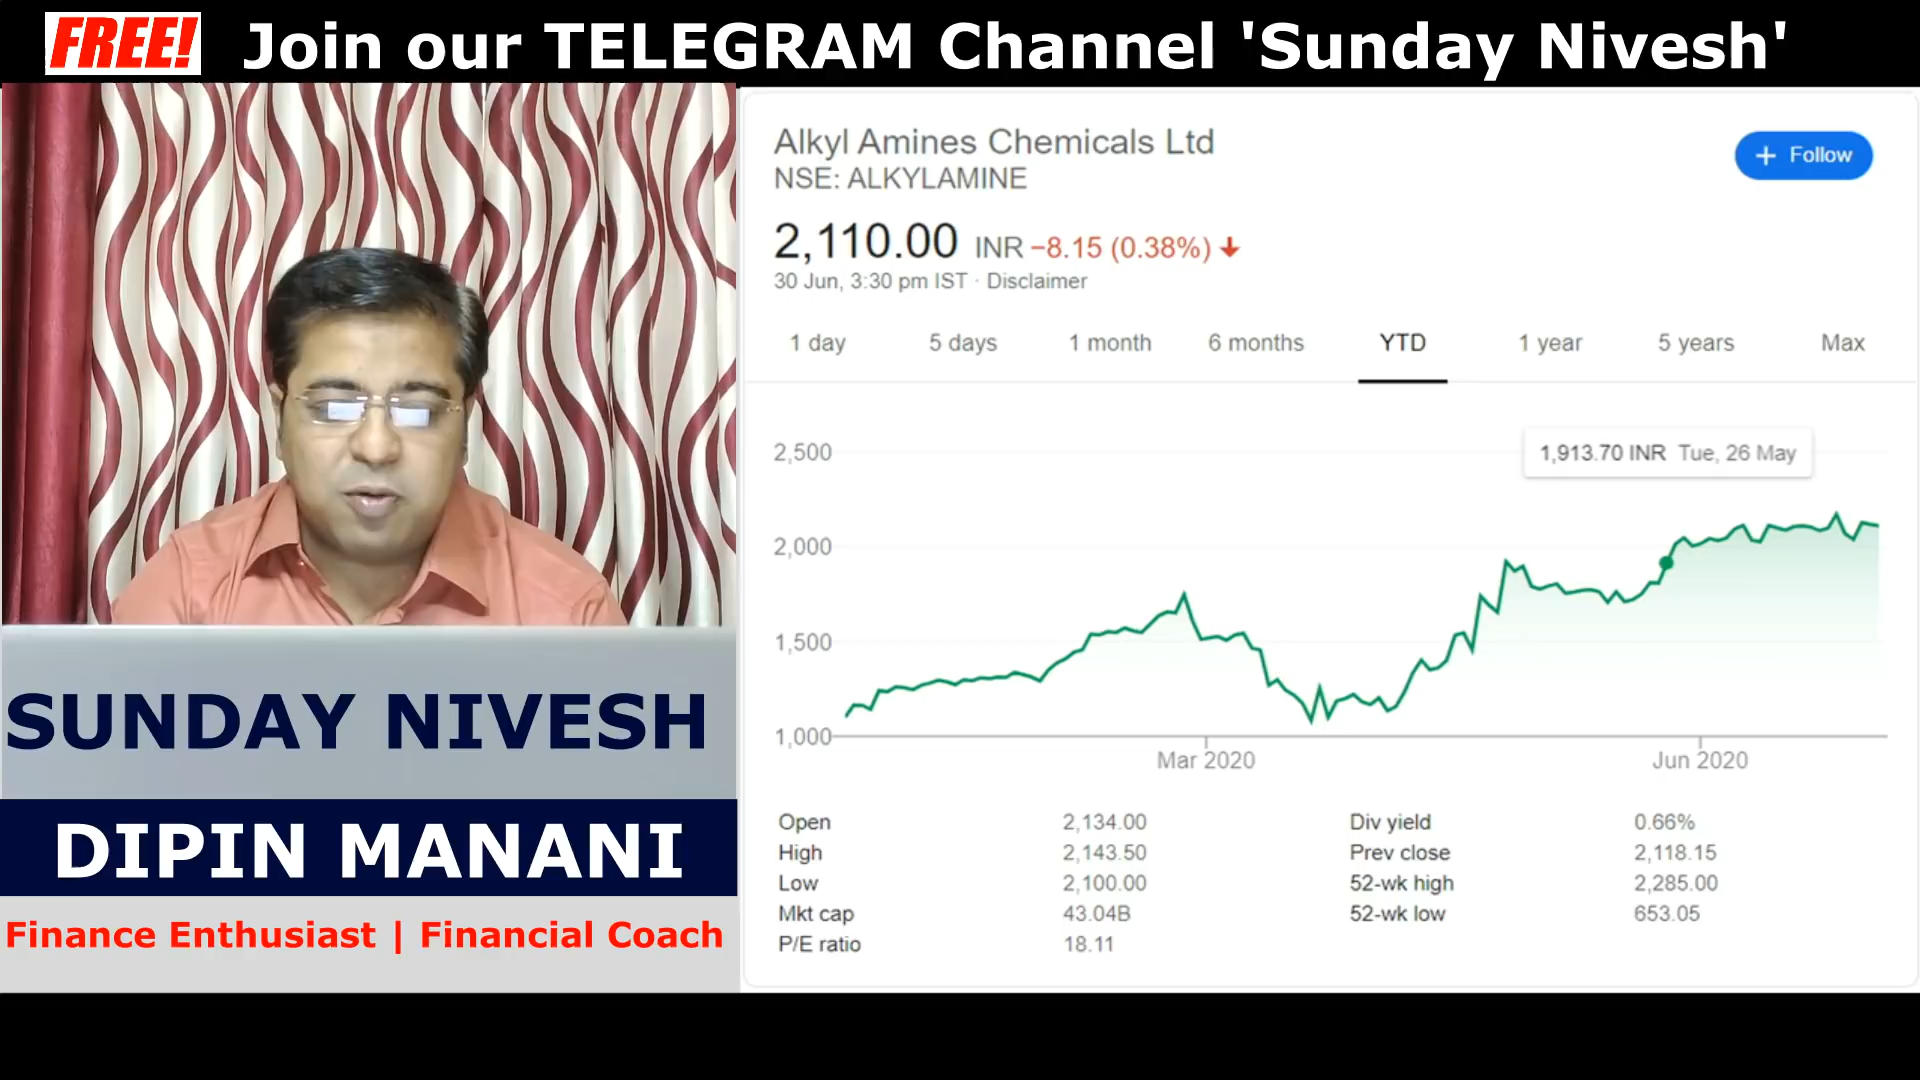 FREE! Join our TELEGRAM Channel 'Sunday Nivesh'
Alkyl Amines Chemicals Ltd
NSE: ALKYLAMINE
+ Follow
2,110.00 INR −8.15 (0.38%) ↓
30 Jun, 3:30 pm IST · Disclaimer
1 day 5 days 1 month 6 months YTD 1 year 5 years Max
1,913.70 INR Tue, 26 May
2,500
2,000
1,500
1,000
Mar 2020 Jun 2020
Open 2,134.00 Div yield 0.66%
High 2,143.50 Prev close 2,118.15
Low 2,100.00 52-wk high 2,285.00
Mkt cap 43.04B 52-wk low 653.05
P/E ratio 18.11
SUNDAY NIVESH
DIPIN MANANI
Finance Enthusiast | Financial Coach